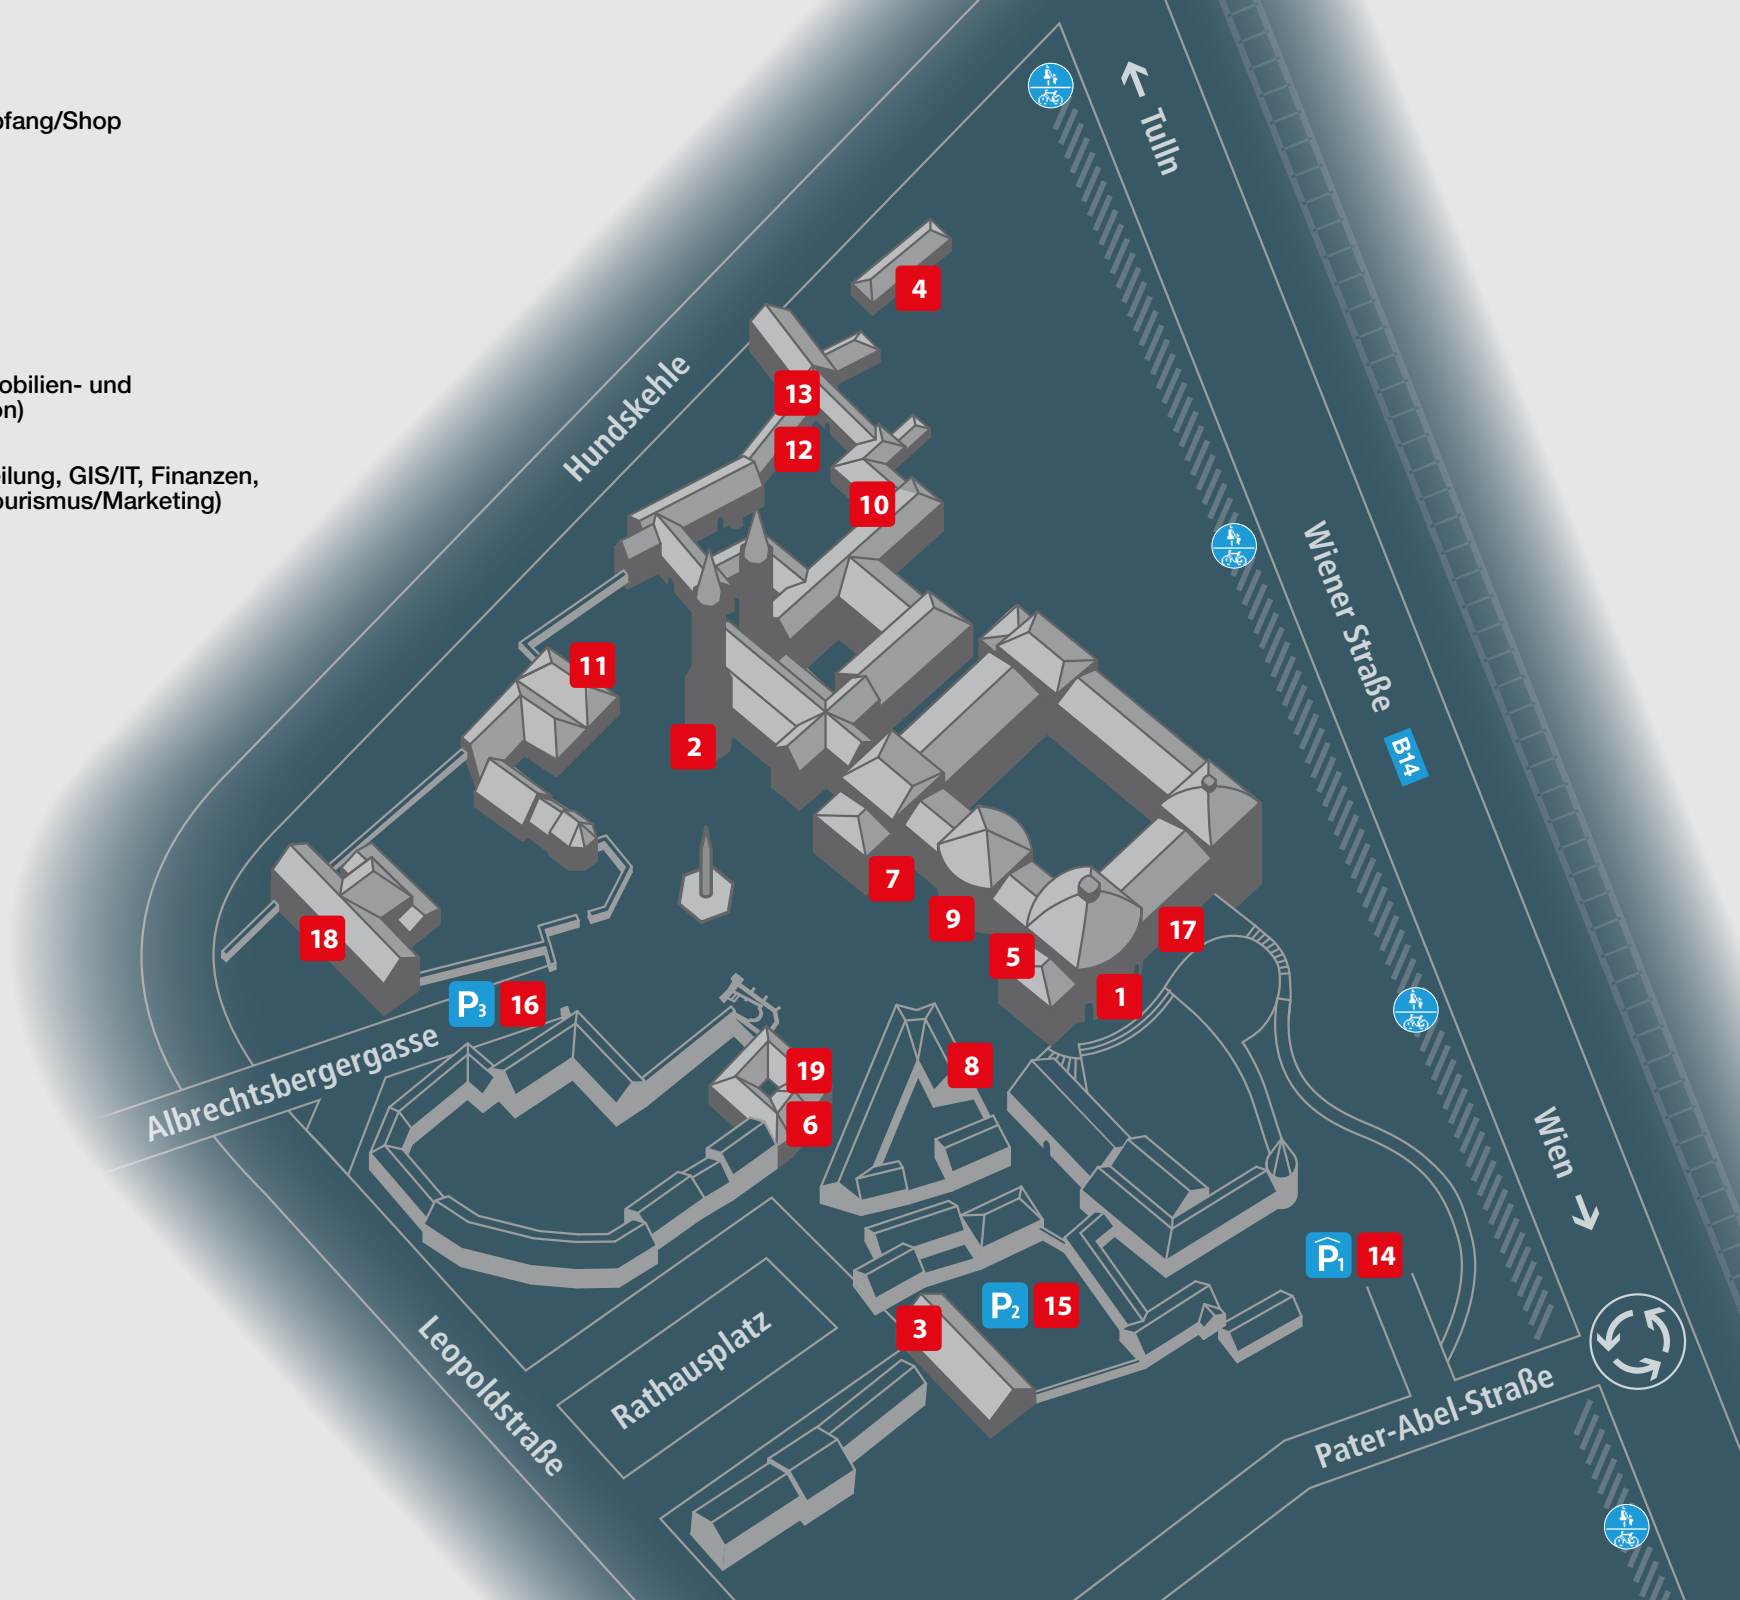 ofang/Shop
obilien- und
on)
eilung, GIS/IT, Finanzen,
ourismus/Marketing)
Tulln
4
Hundskehle
13
12
10
Wiener Straße
B14
11
2
7
9
5
17
1
18
P3 16
Albrechtsbergergasse
19
8
6
Wien
P1 14
P2 15
3
Rathausplatz
Leopoldstraße
Pater-Abel-Straße